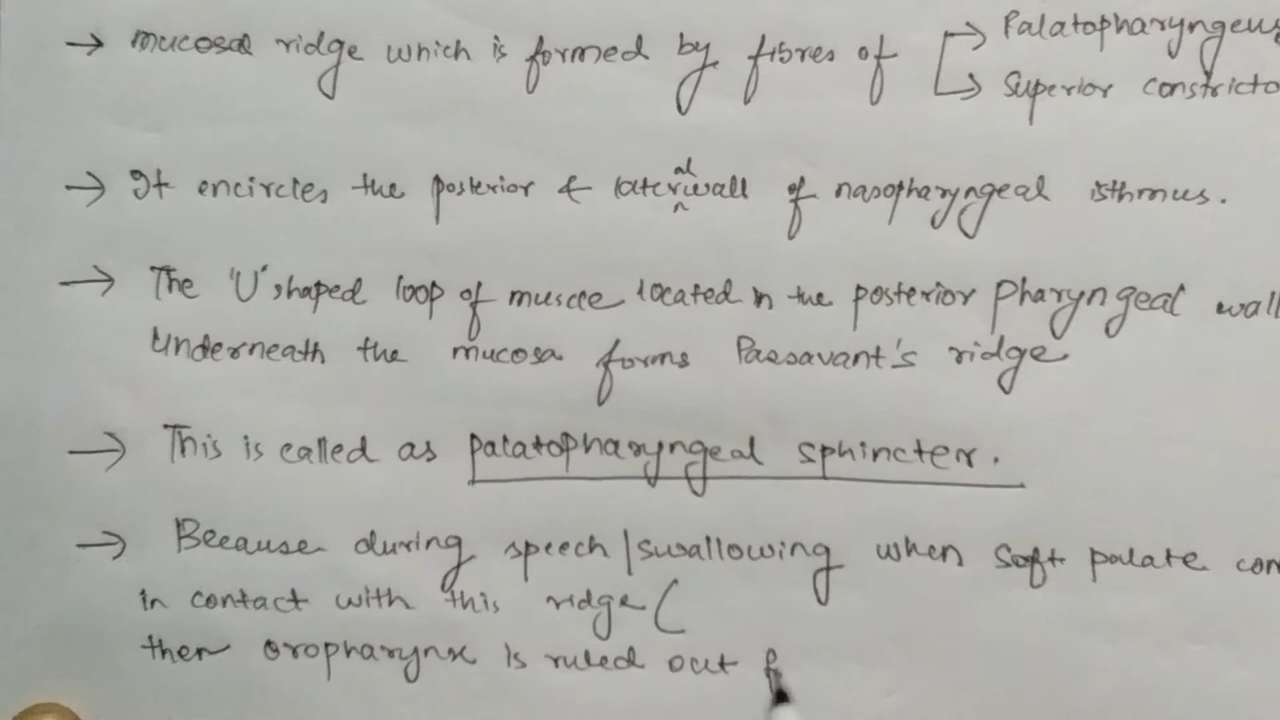 → mucosal ridge which is formed by fibres of → Palatopharyngeus
→ Superior constricto
→ It encircles the posterior & lateral wall of nasopharyngeal isthmus.
→ The 'U' shaped loop of muscle located in the posterior pharyngeal wall
Underneath the mucosa forms Passavant's ridge
→ This is called as palatopharyngeal sphincter.
→ Because during speech/swallowing when soft palate com
in contact with this ridge (
then oropharynx is ruled out f